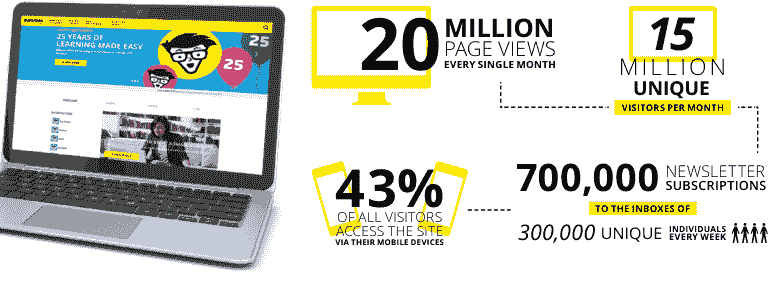 25 YEARS OF
LEARNING MADE EASY
25
25
20 MILLION
PAGE VIEWS
EVERY SINGLE MONTH
15
MILLION
UNIQUE
VISITORS PER MONTH
43%
OF ALL VISITORS
ACCESS THE SITE
VIA THEIR MOBILE DEVICES
700,000 NEWSLETTER
SUBSCRIPTIONS
TO THE INBOXES OF
300,000 UNIQUE INDIVIDUALS
EVERY WEEK